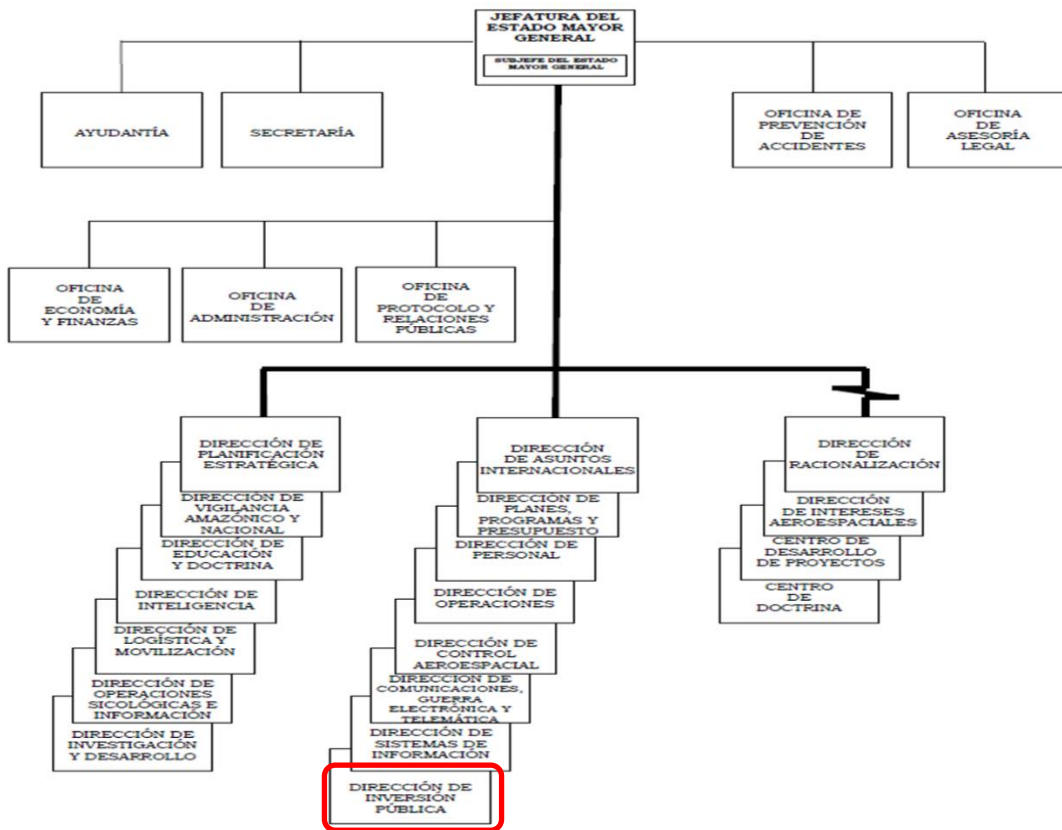 JEFATURA DEL
ESTADO MAYOR
GENERAL
SUBJEFE DEL ESTADO
MAYOR GENERAL
AYUDANTÍA
SECRETARÍA
OFICINA DE
PREVENCIÓN
DE
ACCIDENTES
OFICINA
DE
ASESORÍA
LEGAL
OFICINA
DE
ECONOMÍA
Y FINANZAS
OFICINA
DE
ADMINISTRACIÓN
OFICINA
DE
PROTOCOLO Y
RELACIONES
PÚBLICAS
DIRECCIÓN DE
PLANIFICACIÓN
ESTRATÉGICA
DIRECCIÓN DE
VIGILANCIA
AMAZÓNICO Y
NACIONAL
DIRECCIÓN DE
EDUCACIÓN
Y DOCTRINA
DIRECCIÓN DE
INTELIGENCIA
DIRECCIÓN DE
LOGÍSTICA Y
MOVILIZACIÓN
DIRECCIÓN DE
OPERACIONES
SICOLÓGICAS E
INFORMACIÓN
DIRECCIÓN DE
INVESTIGACIÓN
Y DESARROLLO
DIRECCIÓN
DE ASUNTOS
INTERNACIONALES
DIRECCIÓN DE
PLANES,
PROGRAMAS Y
PRESUPUESTO
DIRECCIÓN DE
PERSONAL
DIRECCIÓN DE
OPERACIONES
DIRECCIÓN DE
CONTROL
AEROESPACIAL
DIRECCIÓN DE
COMUNICACIONES,
GUERRA
ELECTRÓNICA Y
TELEMÁTICA
DIRECCIÓN DE
SISTEMAS DE
INFORMACIÓN
DIRECCIÓN DE
INVERSIÓN
PÚBLICA
DIRECCIÓN
DE
RACIONALIZACIÓN
DIRECCIÓN
DE INTERESES
AEROESPACIALES
CENTRO DE
DESARROLLO
DE PROYECTOS
CENTRO
DE
DOCTRINA